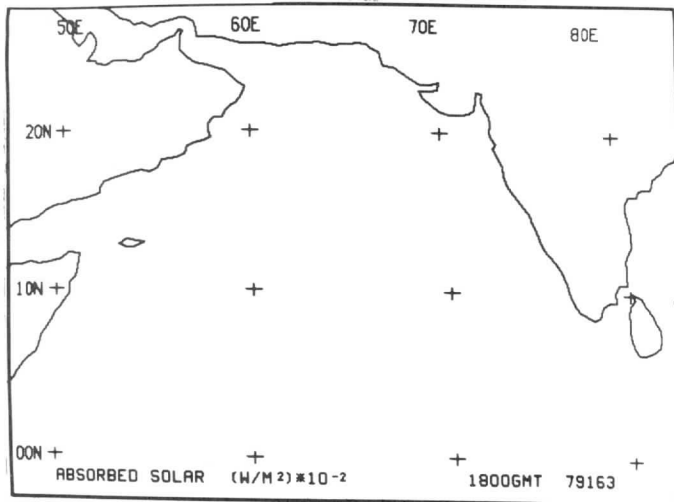 50E 60E 70E 80E
20N
10N
00N
ABSORBED SOLAR (W/M²)*10⁻² 1800GMT 79163